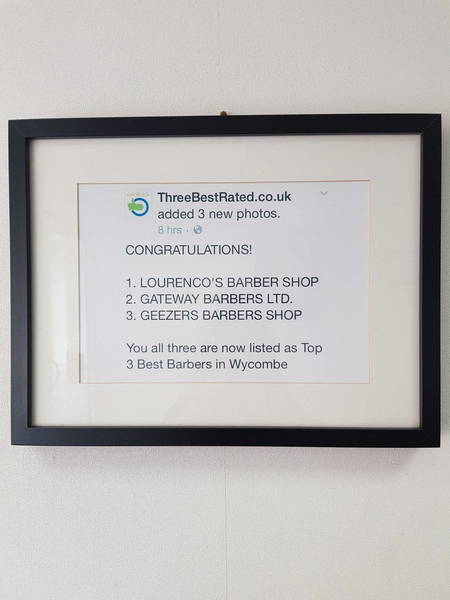 ThreeBestRated.co.uk
added 3 new photos.
8 hrs ·
CONGRATULATIONS!
1. LOURENCO'S BARBER SHOP
2. GATEWAY BARBERS LTD.
3. GEEZERS BARBERS SHOP
You all three are now listed as Top
3 Best Barbers in Wycombe